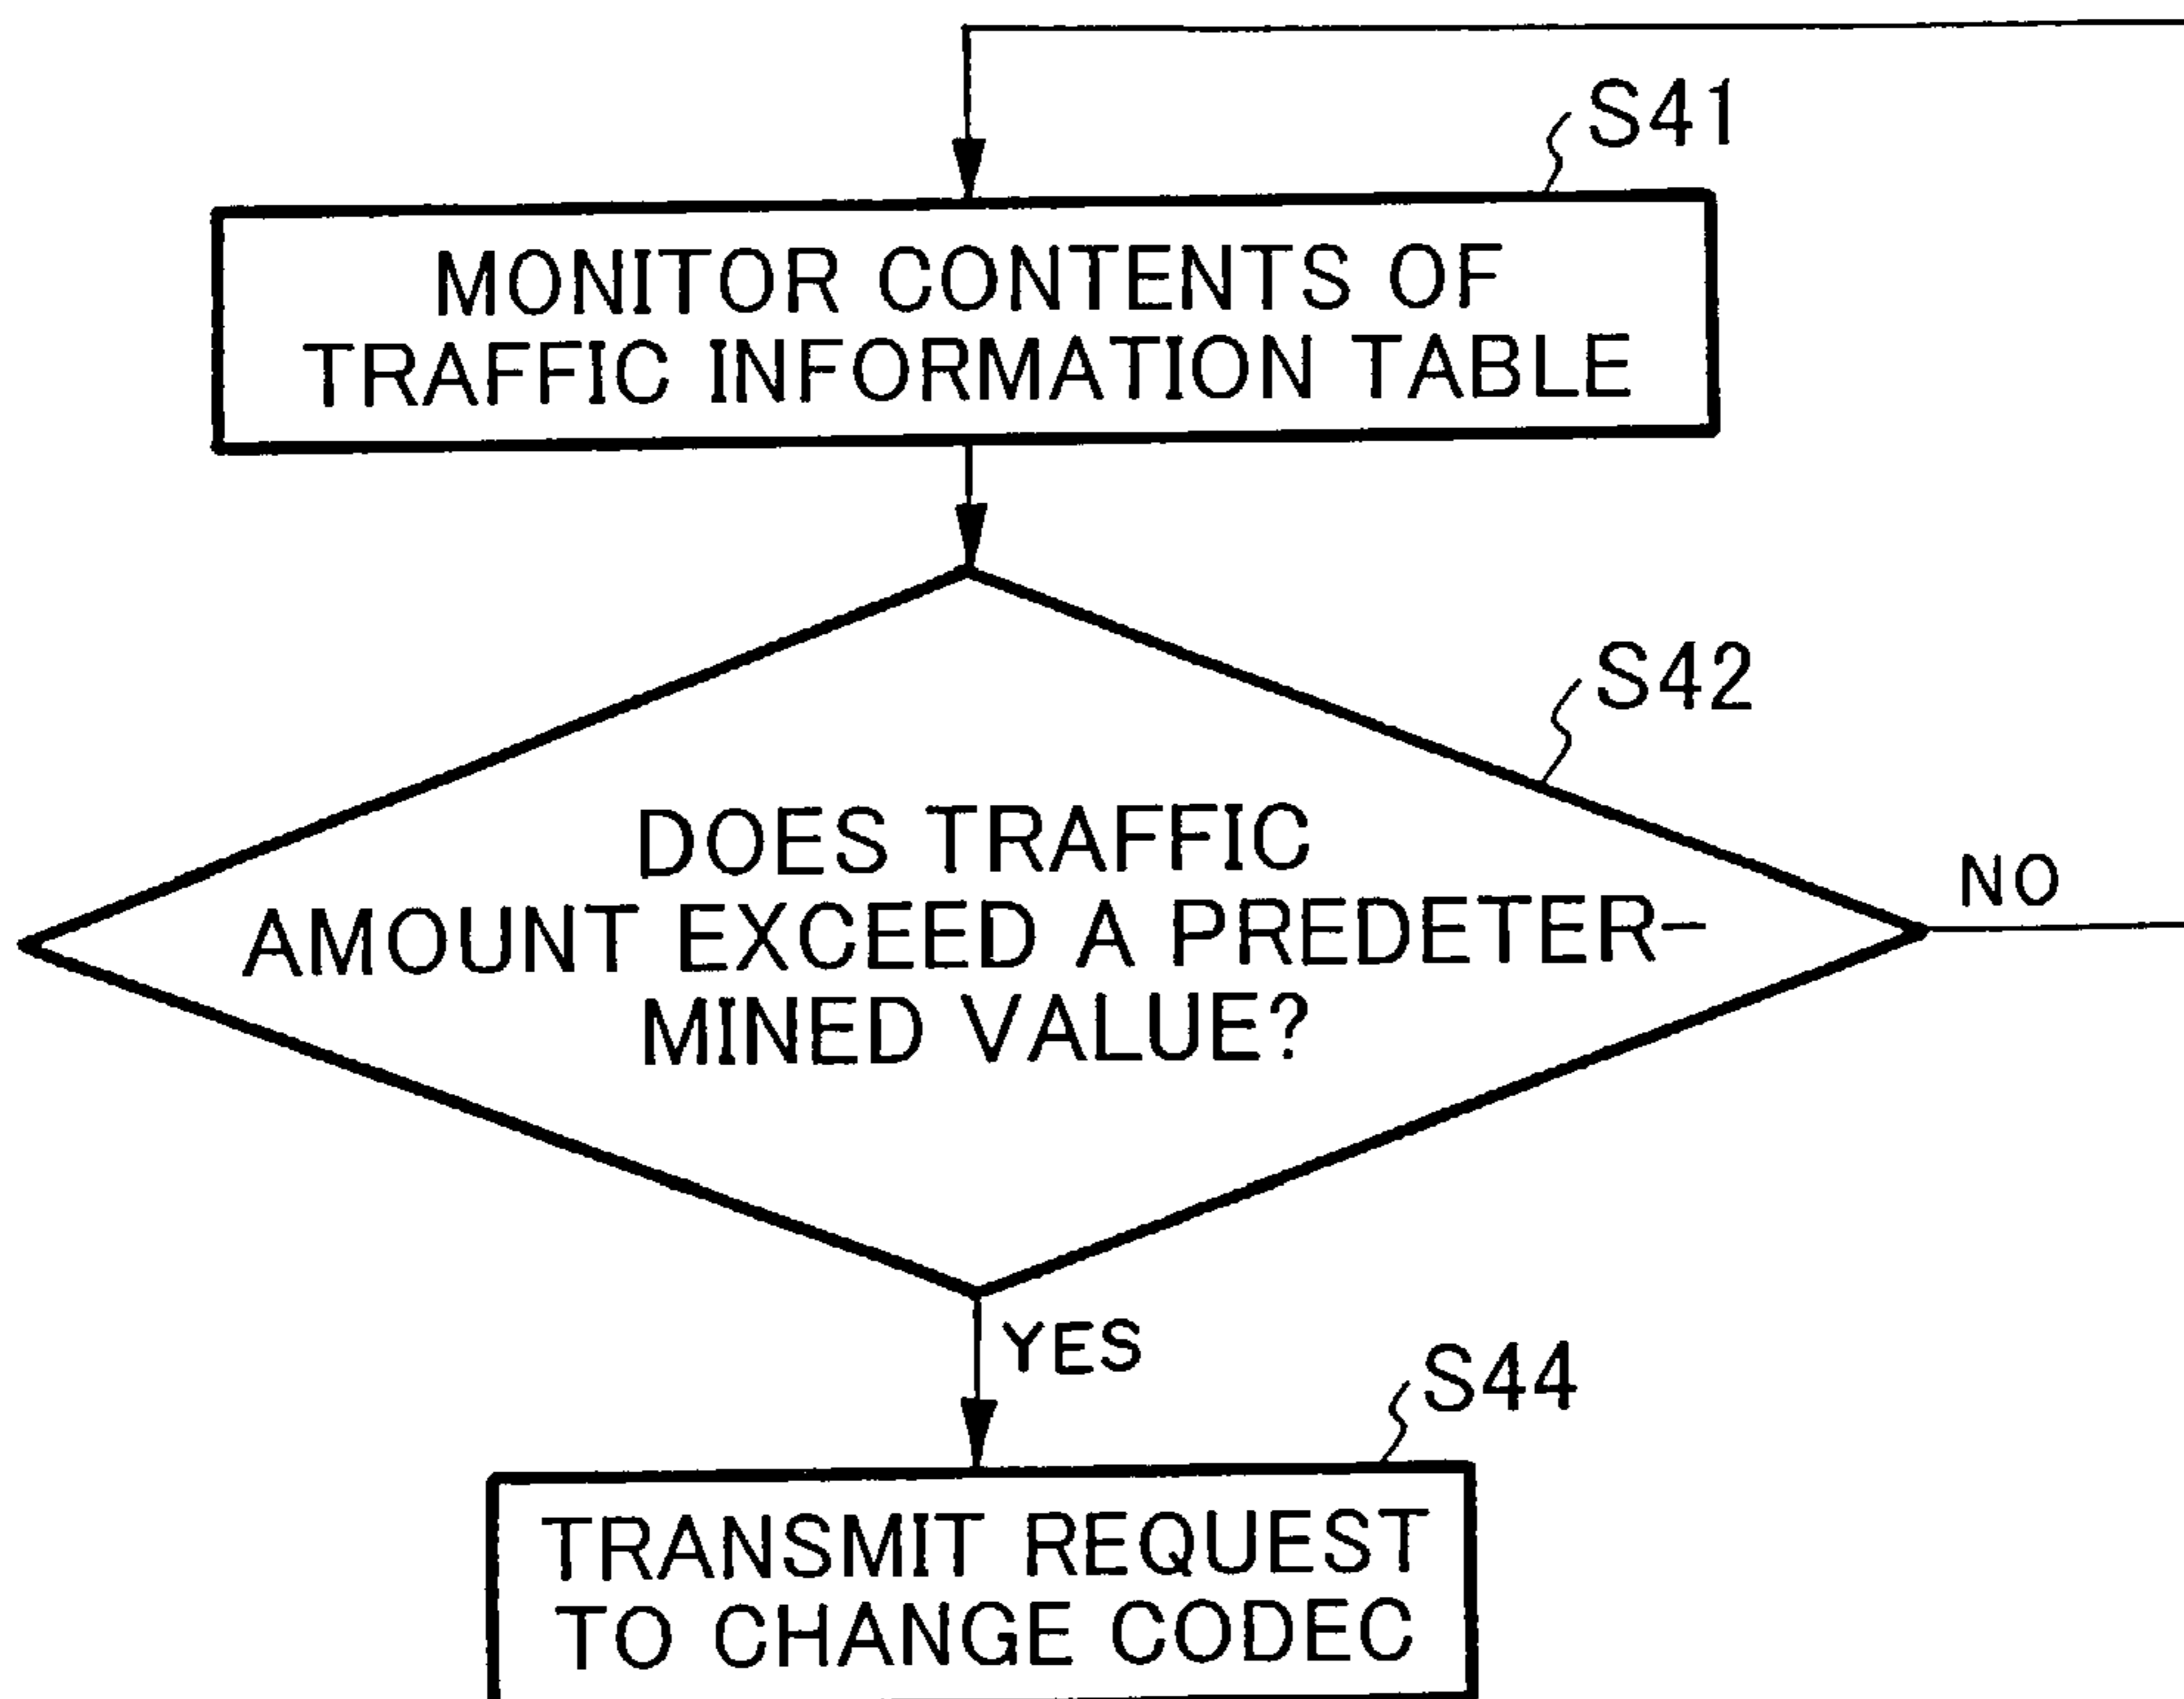 S41
MONITOR CONTENTS OF
TRAFFIC INFORMATION TABLE
S42
DOES TRAFFIC
AMOUNT EXCEED A PREDETER-
MINED VALUE?
NO
YES
S44
TRANSMIT REQUEST
TO CHANGE CODEC